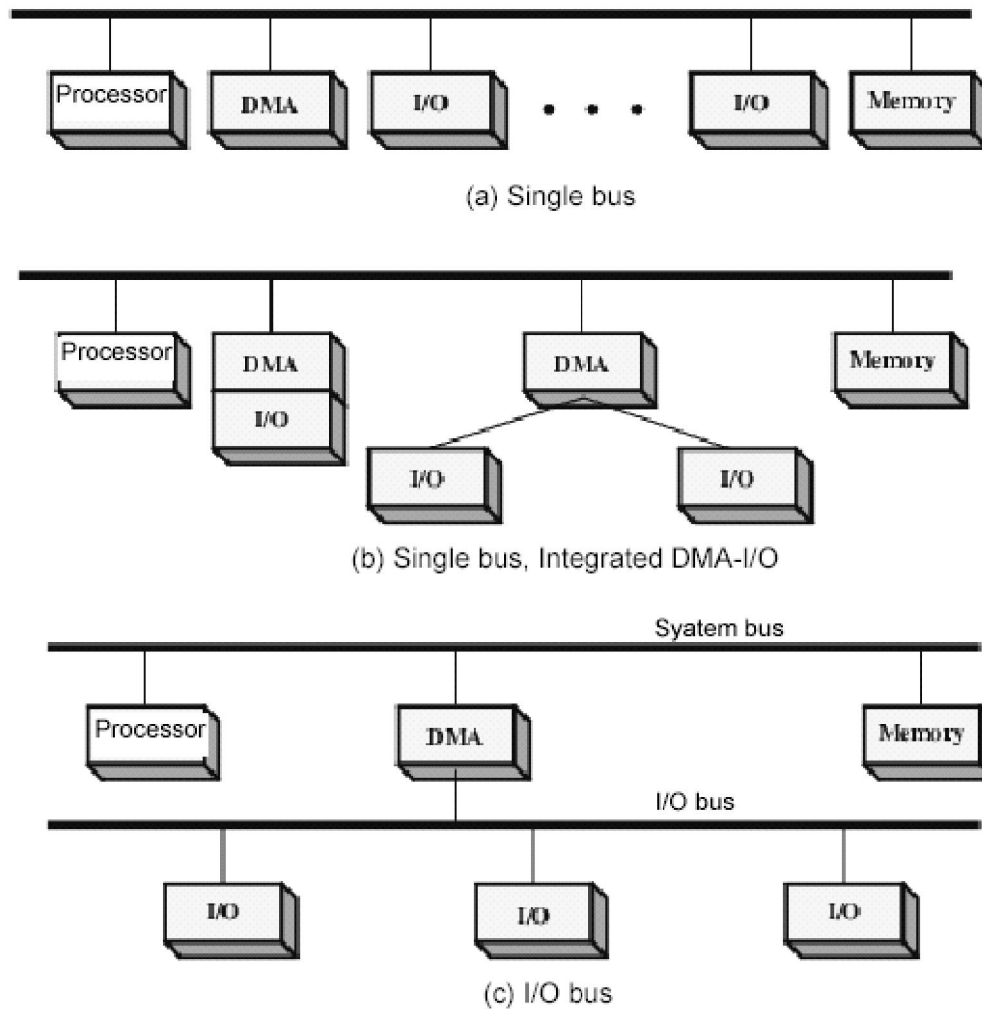 Processor DMA I/O I/O Memory
(a) Single bus
Processor DMA DMA Memory
I/O
I/O I/O
(b) Single bus, Integrated DMA-I/O
Syatem bus
Processor DMA Memory
I/O bus
I/O I/O I/O
(c) I/O bus